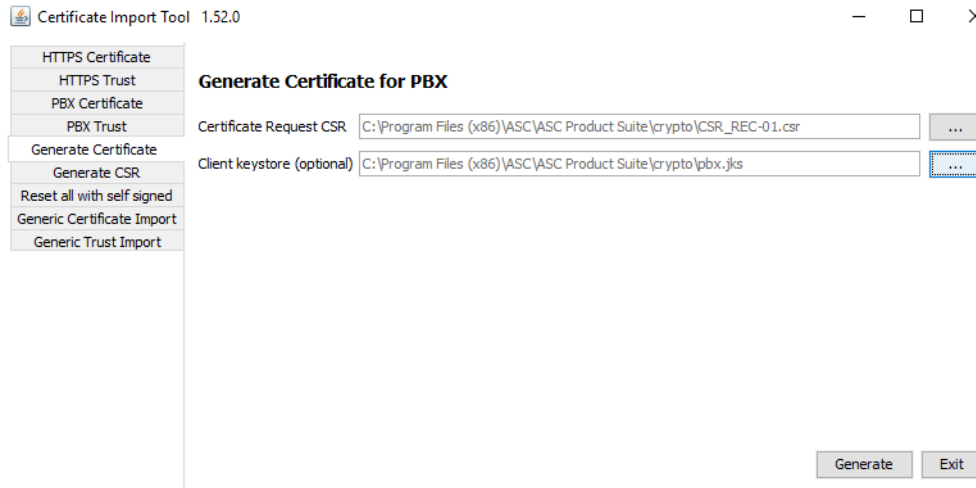 Certificate Import Tool 1.52.0
HTTPS Certificate
HTTPS Trust
PBX Certificate
PBX Trust
Generate Certificate
Generate CSR
Reset all with self signed
Generic Certificate Import
Generic Trust Import
Generate Certificate for PBX
Certificate Request CSR C:\Program Files (x86)\ASC\ASC Product Suite\crypto\CSR_REC-01.csr ...
Client keystore (optional) C:\Program Files (x86)\ASC\ASC Product Suite\crypto\pbx.jks ...
Generate Exit